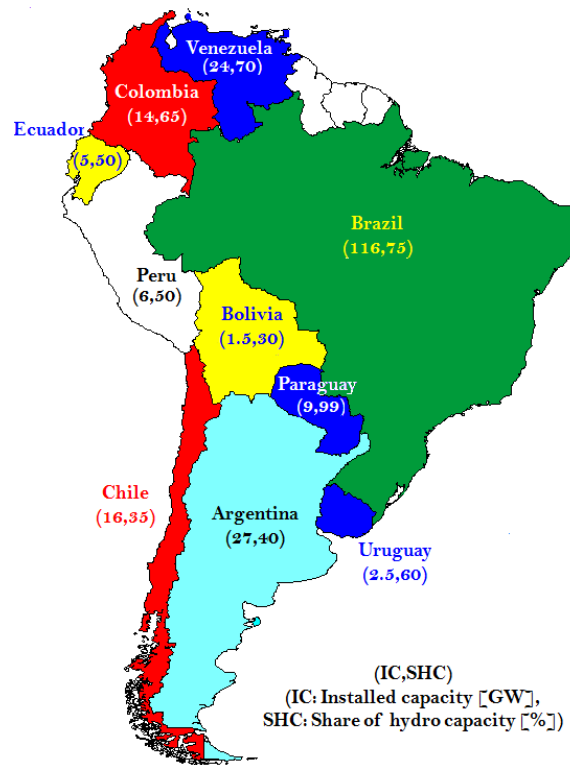 Venezuela
(24,70)
Colombia
(14,65)
Ecuador
(5,50)
Brazil
(116,75)
Peru
(6,50)
Bolivia
(1.5,30)
Paraguay
(9,99)
Chile
(16,35)
Argentina
(27,40)
Uruguay
(2.5,60)
(IC,SHC)
(IC: Installed capacity [GW],
SHC: Share of hydro capacity [%])